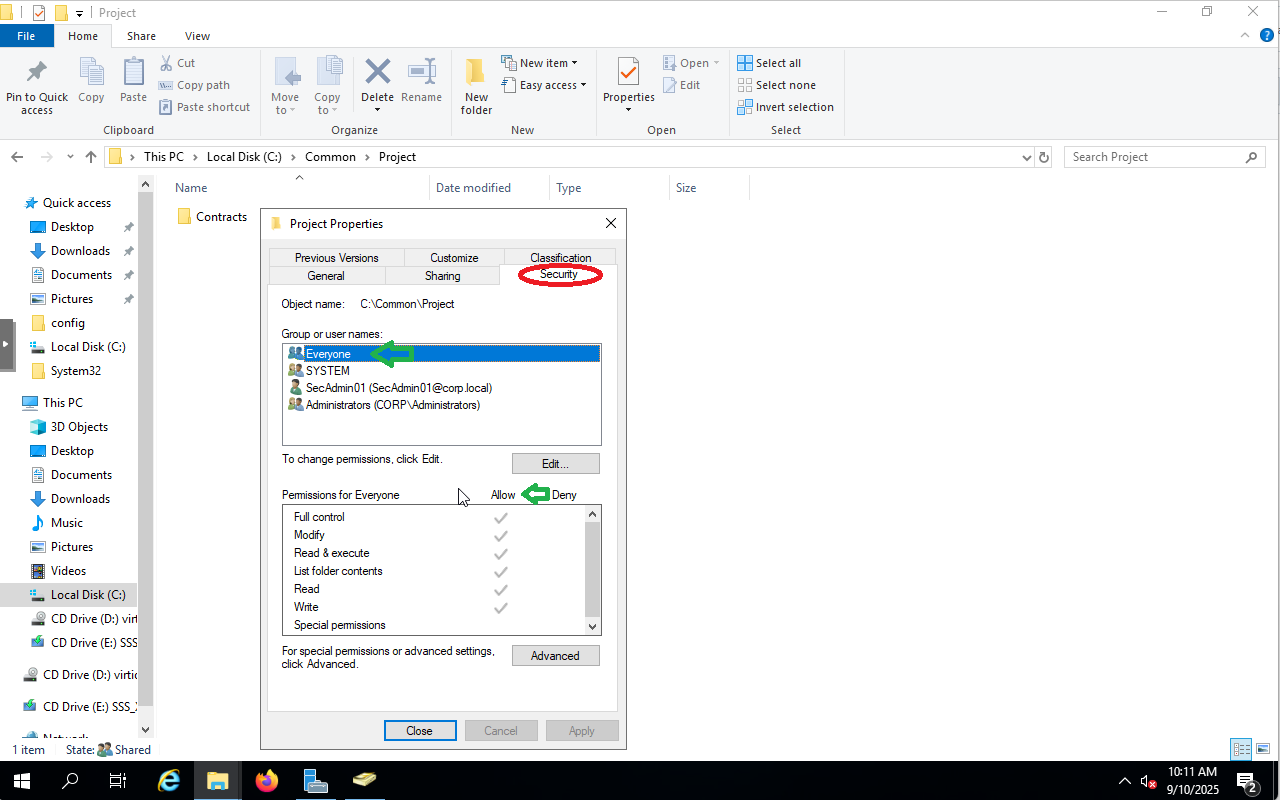 Project
File Home Share View
Pin to Quick access
Copy
Paste
Cut
Copy path
Paste shortcut
Clipboard
Move to
Copy to
Delete
Rename
Organize
New folder
New item
Easy access
New
Properties
Open
Edit
Open
Select all
Select none
Invert selection
Select
This PC > Local Disk (C:) > Common > Project
Search Project
Name Date modified Type Size
Contracts
Quick access
Desktop
Downloads
Documents
Pictures
config
Local Disk (C:)
System32
This PC
3D Objects
Desktop
Documents
Downloads
Music
Pictures
Videos
Local Disk (C:)
CD Drive (D:) virti
CD Drive (E:) SSS
CD Drive (D:) virtio
CD Drive (E:) SSS_
Network
Project Properties
Previous Versions Customize Classification
General Sharing Security
Object name: C:\Common\Project
Group or user names:
Everyone
SYSTEM
SecAdmin01 (SecAdmin01@corp.local)
Administrators (CORP\Administrators)
To change permissions, click Edit.
Edit...
Permissions for Everyone Allow Deny
Full control
Modify
Read & execute
List folder contents
Read
Write
Special permissions
For special permissions or advanced settings,
click Advanced.
Advanced
Close Cancel Apply
1 item State: Shared
10:11 AM
9/10/2025
2